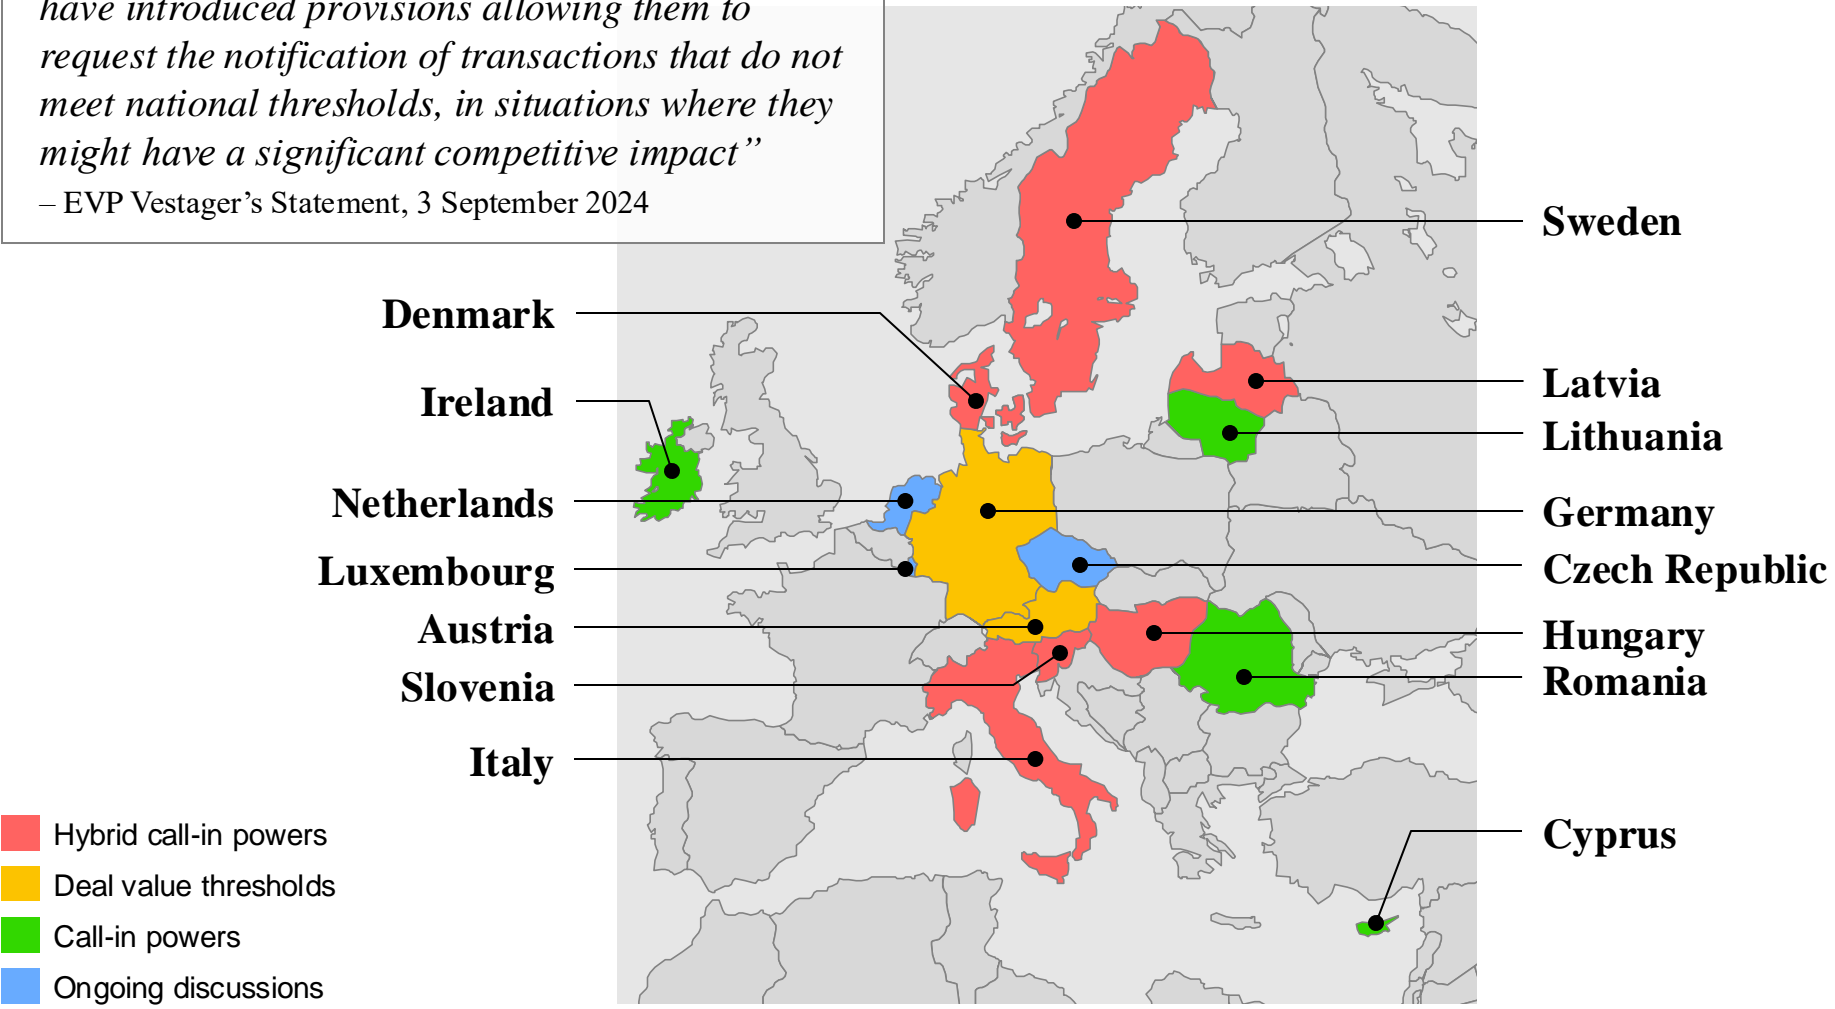 have introduced provisions allowing them to
request the notification of transactions that do not
meet national thresholds, in situations where they
might have a significant competitive impact”
– EVP Vestager’s Statement, 3 September 2024
Sweden
Denmark
Latvia
Ireland
Lithuania
Netherlands
Germany
Luxembourg
Czech Republic
Austria
Hungary
Slovenia
Romania
Italy
Cyprus
Hybrid call-in powers
Deal value thresholds
Call-in powers
Ongoing discussions